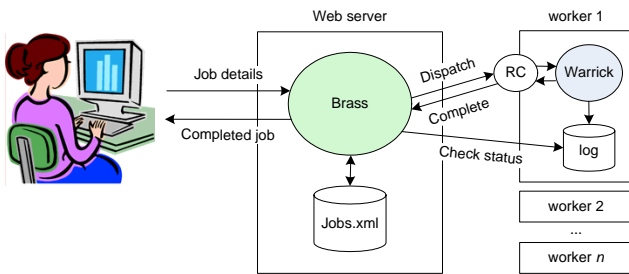 Web server
worker 1
Job details
Dispatch
RC
Warrick
Brass
Complete
Completed job
Check status
log
Jobs.xml
worker 2
...
worker n